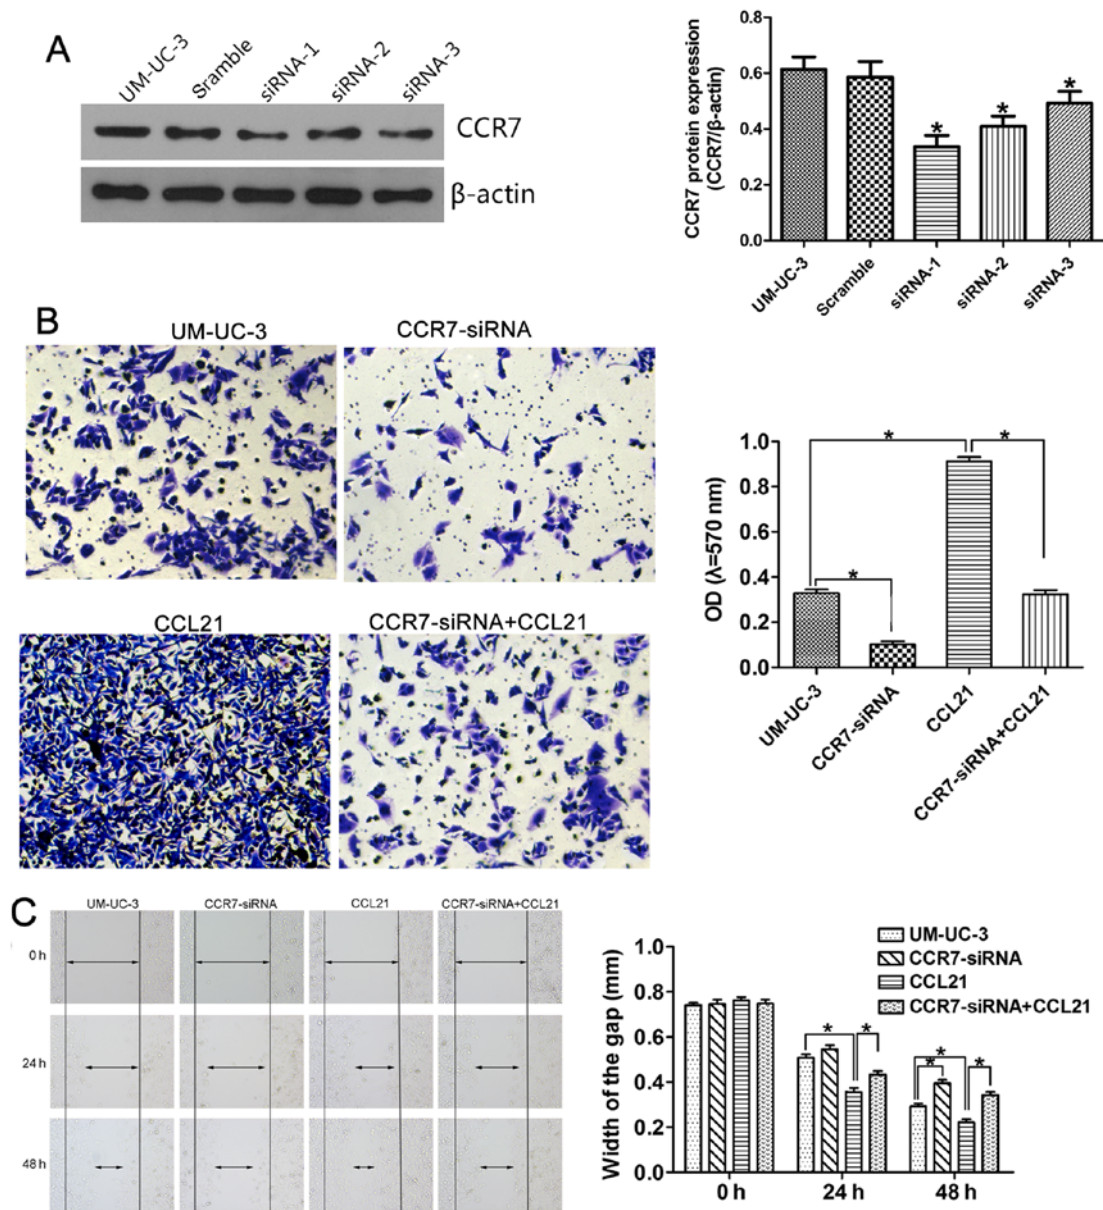 A
UM-UC-3
Sramble
siRNA-1
siRNA-2
siRNA-3
CCR7
β-actin
CCR7 protein expression
(CCR7/β-actin)
0.8
0.6
0.4
0.2
0.0
* * *
UM-UC-3
Scramble
siRNA-1
siRNA-2
siRNA-3
B
UM-UC-3
CCR7-siRNA
CCL21
CCR7-siRNA+CCL21
OD (λ=570 nm)
1.0
0.8
0.6
0.4
0.2
0.0
* * *
UM-UC-3
CCR7-siRNA
CCL21
CCR7-siRNA+CCL21
C
UM-UC-3 CCR7-siRNA CCL21 CCR7-siRNA+CCL21
0 h
24 h
48 h
UM-UC-3
CCR7-siRNA
CCL21
CCR7-siRNA+CCL21
Width of the gap (mm)
1.0
0.8
0.6
0.4
0.2
0.0
* * * * *
0 h 24 h 48 h